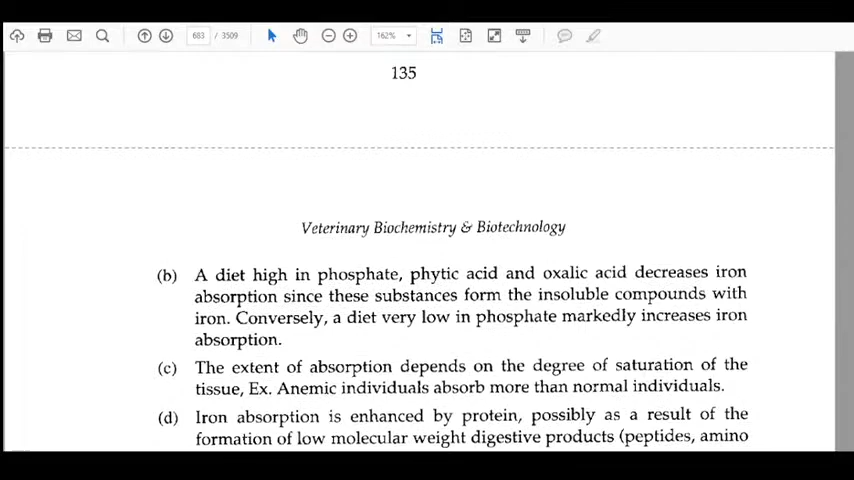 683 / 3509
162%
135
Veterinary Biochemistry & Biotechnology
(b) A diet high in phosphate, phytic acid and oxalic acid decreases iron
absorption since these substances form the insoluble compounds with
iron. Conversely, a diet very low in phosphate markedly increases iron
absorption.
(c) The extent of absorption depends on the degree of saturation of the
tissue, Ex. Anemic individuals absorb more than normal individuals.
(d) Iron absorption is enhanced by protein, possibly as a result of the
formation of low molecular weight digestive products (peptides, amino